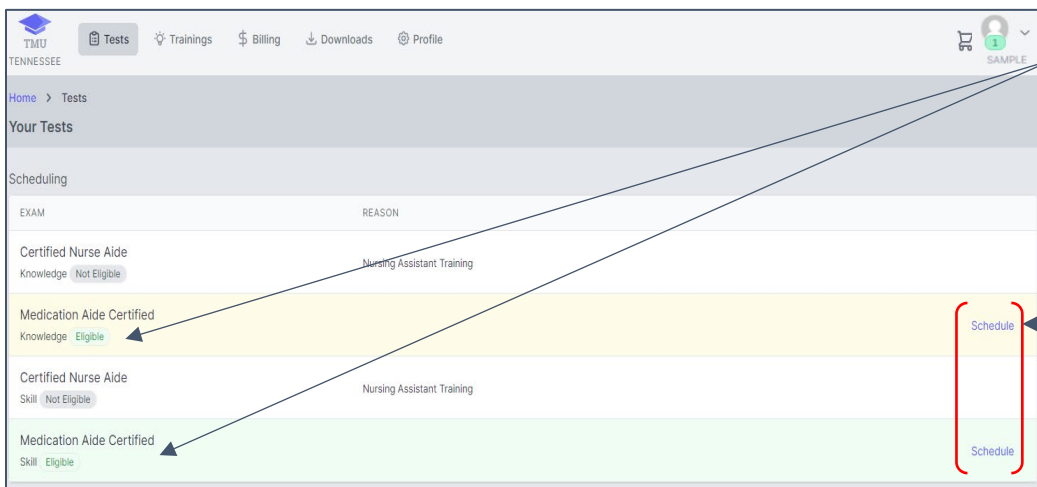 TMU
TENNESSEE
Tests
Trainings
$ Billing
Downloads
Profile
1
SAMPLE
Home > Tests
Your Tests
Scheduling
EXAM REASON
Certified Nurse Aide
Knowledge Not Eligible
Nursing Assistant Training
Medication Aide Certified
Knowledge Eligible
Schedule
Certified Nurse Aide
Skill Not Eligible
Nursing Assistant Training
Medication Aide Certified
Skill Eligible
Schedule